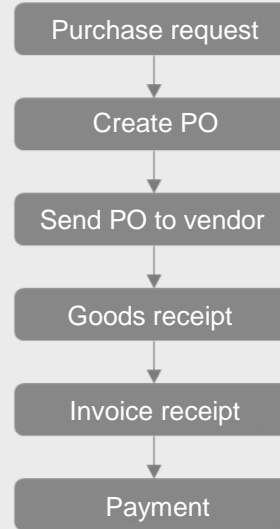 Purchase request
Create PO
Send PO to vendor
Goods receipt
Invoice receipt
Payment